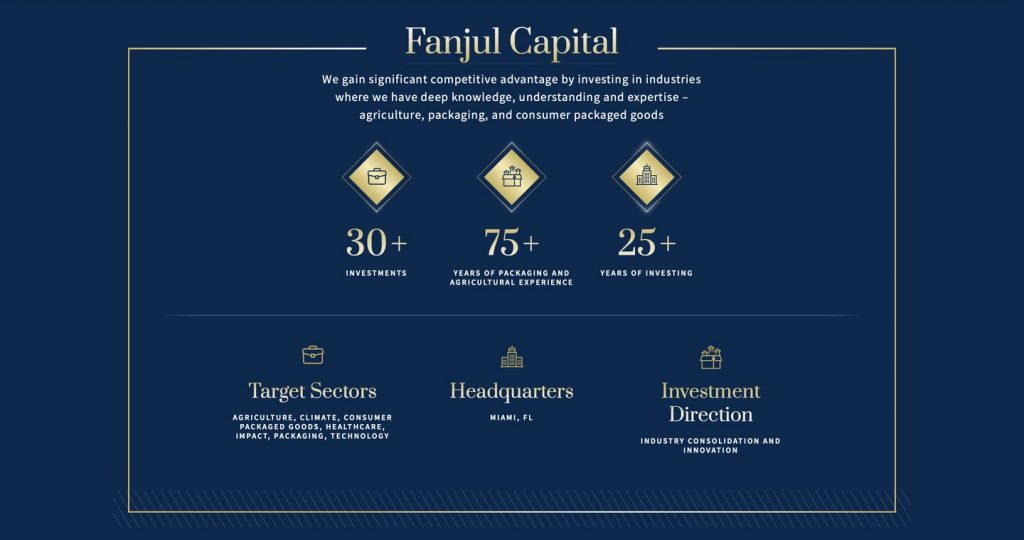 Fanjul Capital
We gain significant competitive advantage by investing in industries
where we have deep knowledge, understanding and expertise –
agriculture, packaging, and consumer packaged goods
30+
INVESTMENTS
75+
YEARS OF PACKAGING AND
AGRICULTURAL EXPERIENCE
25+
YEARS OF INVESTING
Target Sectors
AGRICULTURE, CLIMATE, CONSUMER
PACKAGED GOODS, HEALTHCARE,
IMPACT, PACKAGING, TECHNOLOGY
Headquarters
MIAMI, FL
Investment
Direction
INDUSTRY CONSOLIDATION AND
INNOVATION